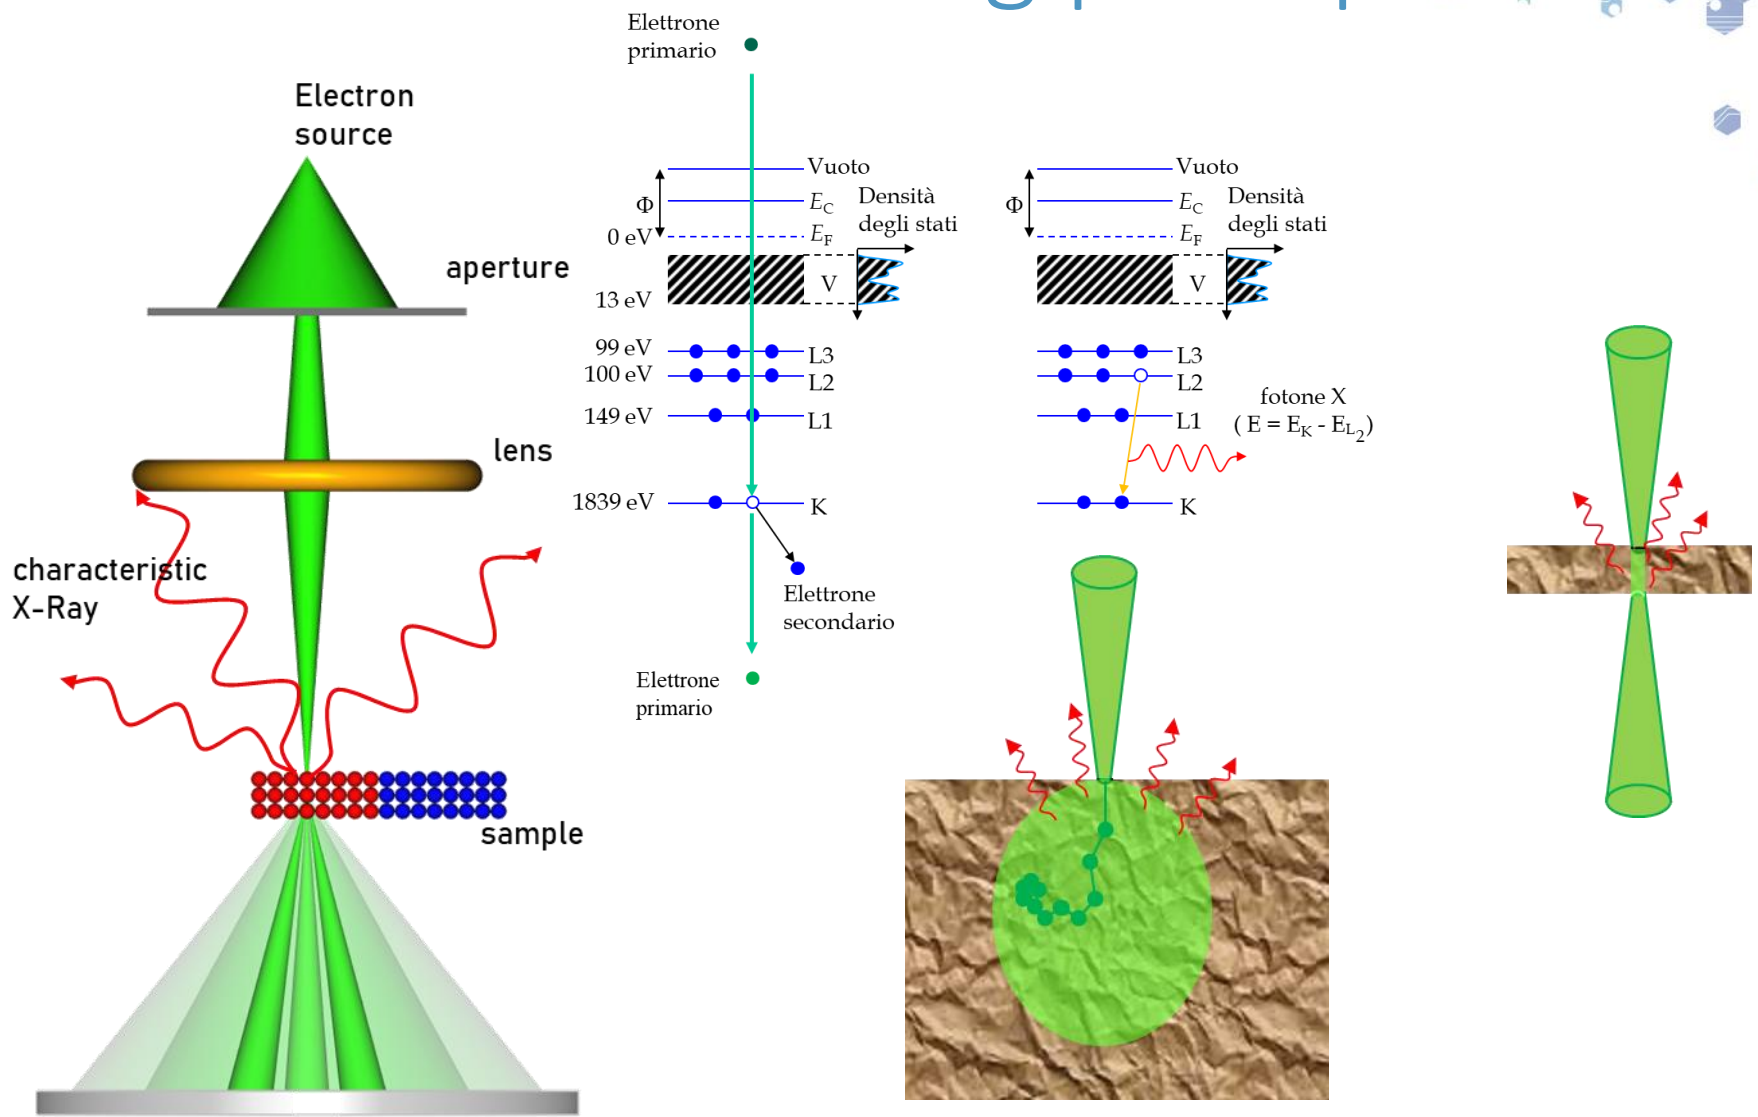 Electron
source
aperture
lens
characteristic
X-Ray
sample
Elettrone
primario
Vuoto
Φ
E_C
Densità
degli stati
0 eV
E_F
V
13 eV
99 eV
L3
100 eV
L2
149 eV
L1
1839 eV
K
Elettrone
secondario
Elettrone
primario
Vuoto
Φ
E_C
Densità
degli stati
E_F
V
L3
L2
L1
K
fotone X
( E = E_K - E_L_2)